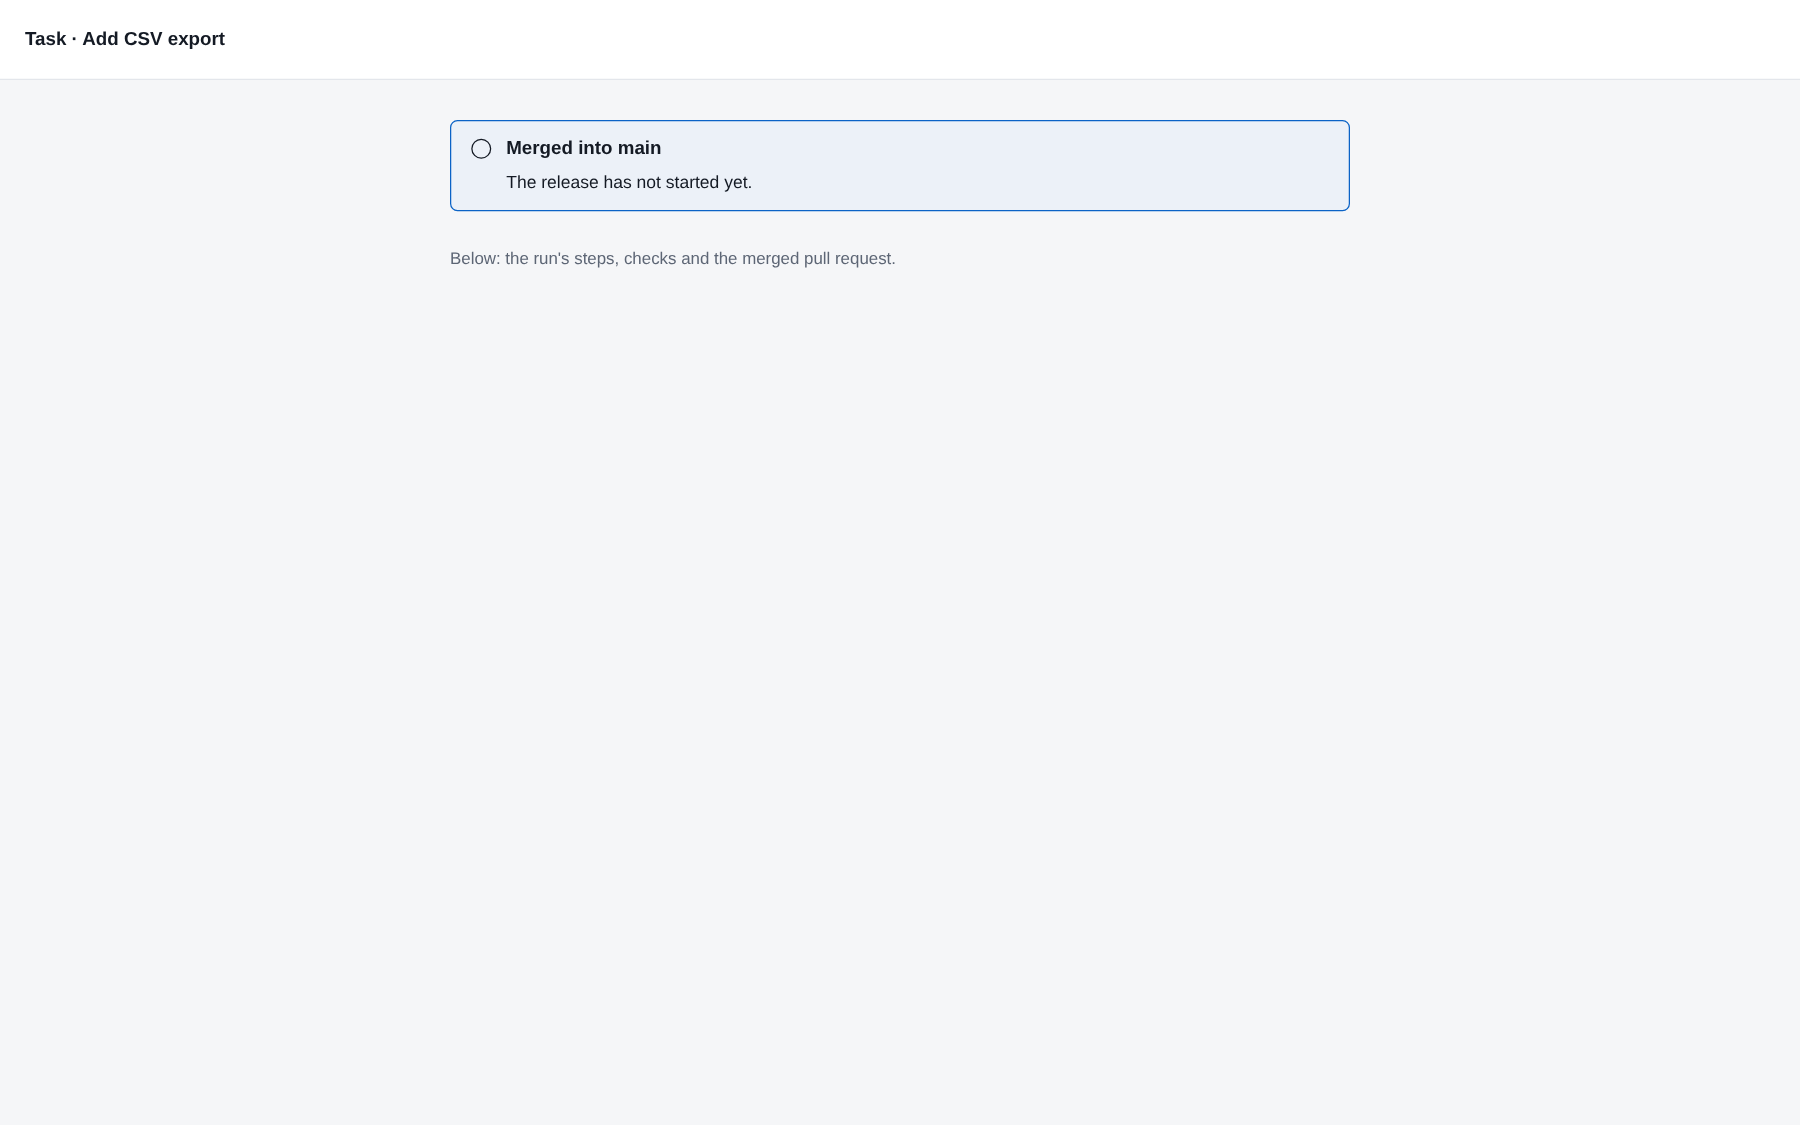 Task · Add CSV export
Merged into main
The release has not started yet.
Below: the run's steps, checks and the merged pull request.